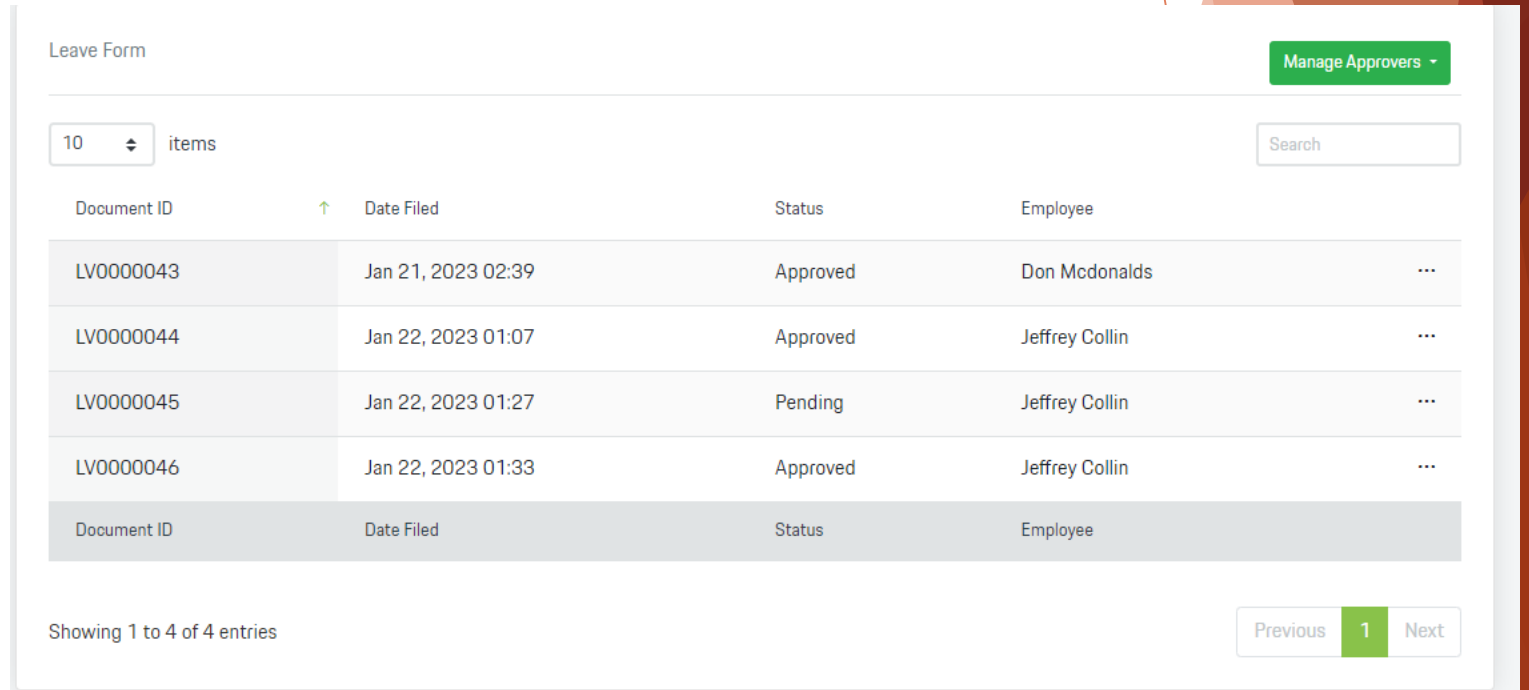 Leave Form
Manage Approvers
10 items
Search
Document ID Date Filed Status Employee
LV0000043 Jan 21, 2023 02:39 Approved Don Mcdonalds ...
LV0000044 Jan 22, 2023 01:07 Approved Jeffrey Collin ...
LV0000045 Jan 22, 2023 01:27 Pending Jeffrey Collin ...
LV0000046 Jan 22, 2023 01:33 Approved Jeffrey Collin ...
Document ID Date Filed Status Employee
Showing 1 to 4 of 4 entries
Previous 1 Next